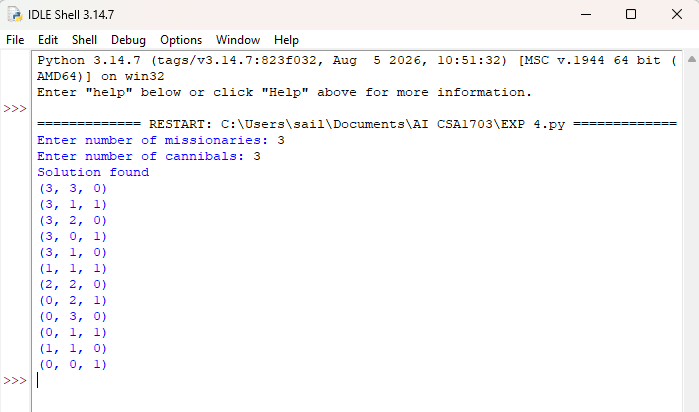 IDLE Shell 3.14.7
File Edit Shell Debug Options Window Help
Python 3.14.7 (tags/v3.14.7:823f032, Aug  5 2026, 10:51:32) [MSC v.1944 64 bit (
AMD64)] on win32
Enter "help" below or click "Help" above for more information.
>>>
============= RESTART: C:\Users\sail\Documents\AI CSA1703\EXP 4.py =============
Enter number of missionaries: 3
Enter number of cannibals: 3
Solution found
(3, 3, 0)
(3, 1, 1)
(3, 2, 0)
(3, 0, 1)
(3, 1, 0)
(1, 1, 1)
(2, 2, 0)
(0, 2, 1)
(0, 3, 0)
(0, 1, 1)
(1, 1, 0)
(0, 0, 1)
>>>